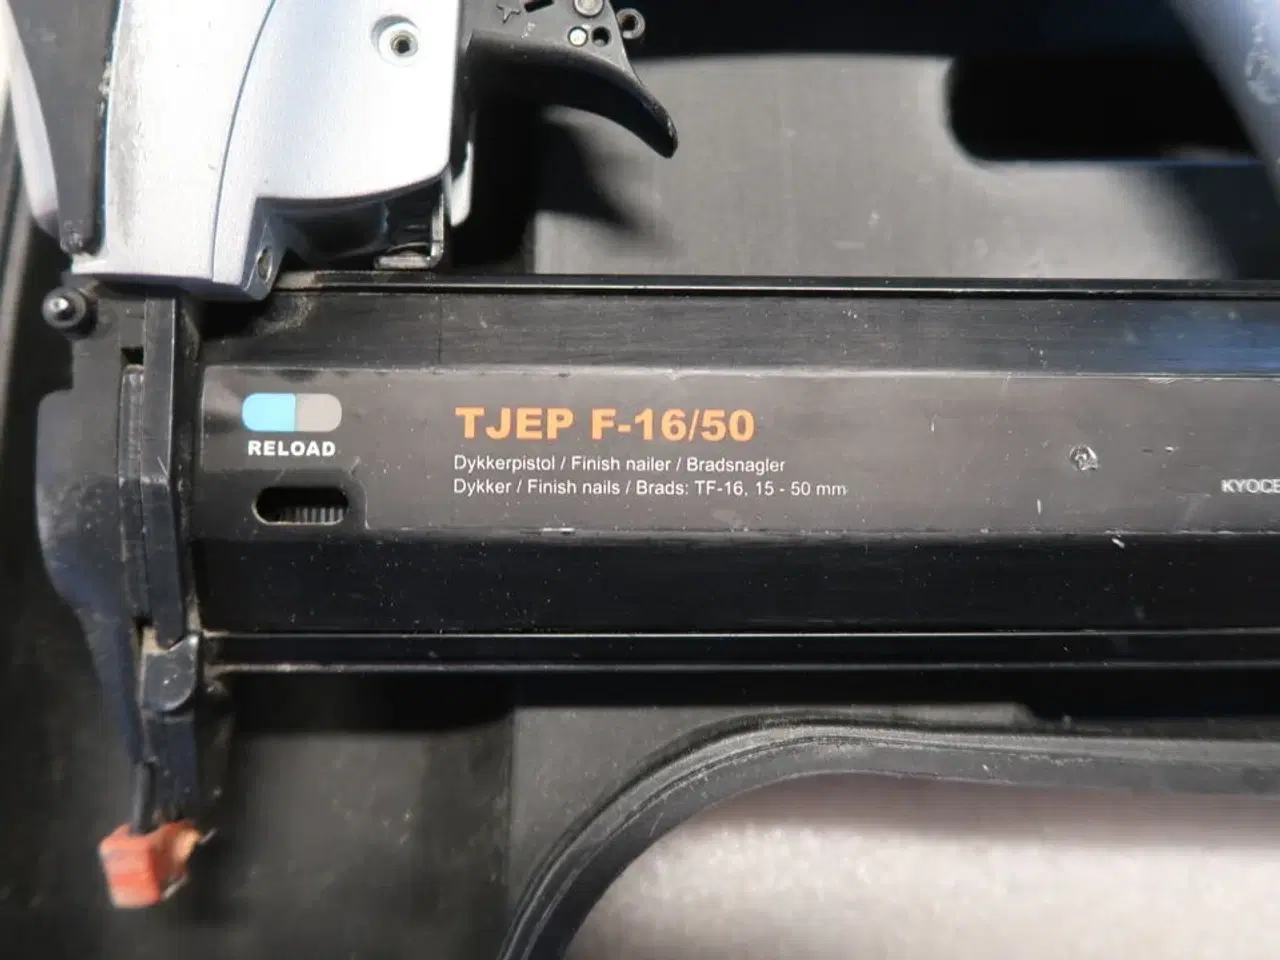 TJEP F-16/50
RELOAD
Dykkerpistol / Finish nailer / Bradsnagler
Dykker / Finish nails / Brads: TF-16, 15 - 50 mm